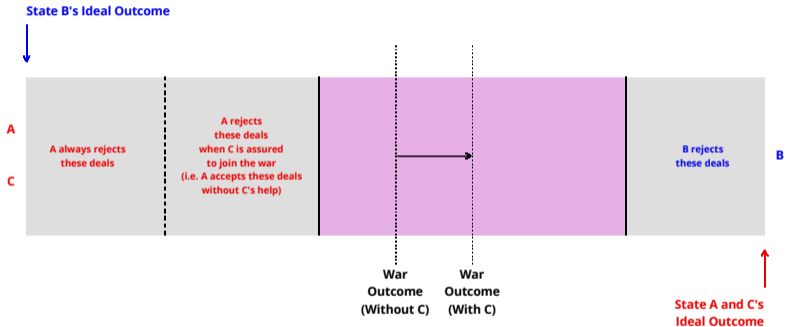 State B's Ideal Outcome
A
C
A always rejects
these deals
A rejects
these deals
when C is assured
to join the war
(i.e. A accepts these deals
without C's help)
B rejects
these deals
B
War
Outcome
(Without C)
War
Outcome
(With C)
State A and C's
Ideal Outcome